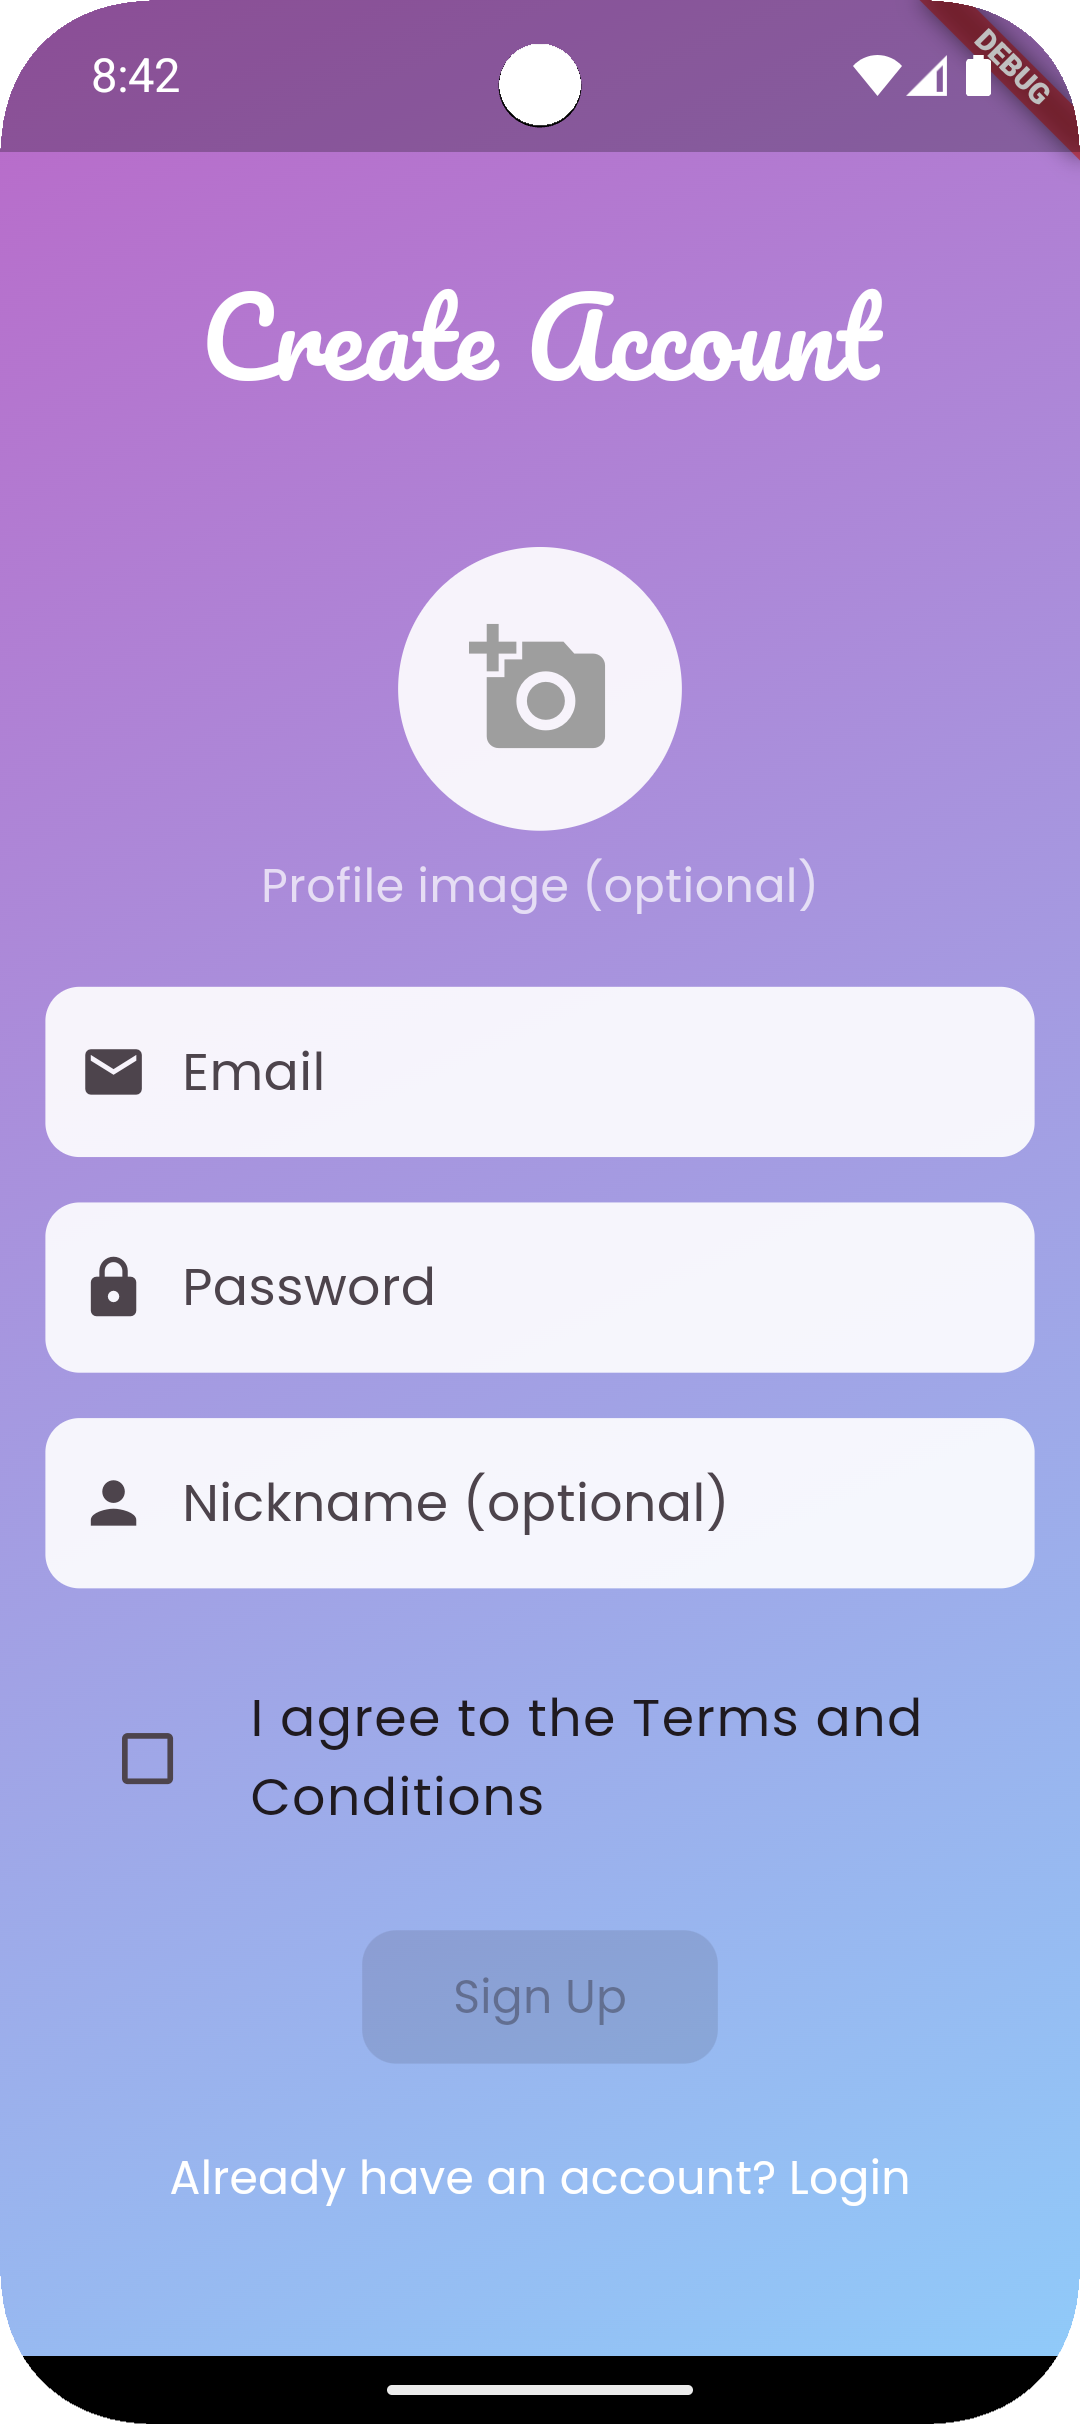 8:42
DEBUG
Create Account
Profile image (optional)
Email
Password
Nickname (optional)
I agree to the Terms and
Conditions
Sign Up
Already have an account? Login